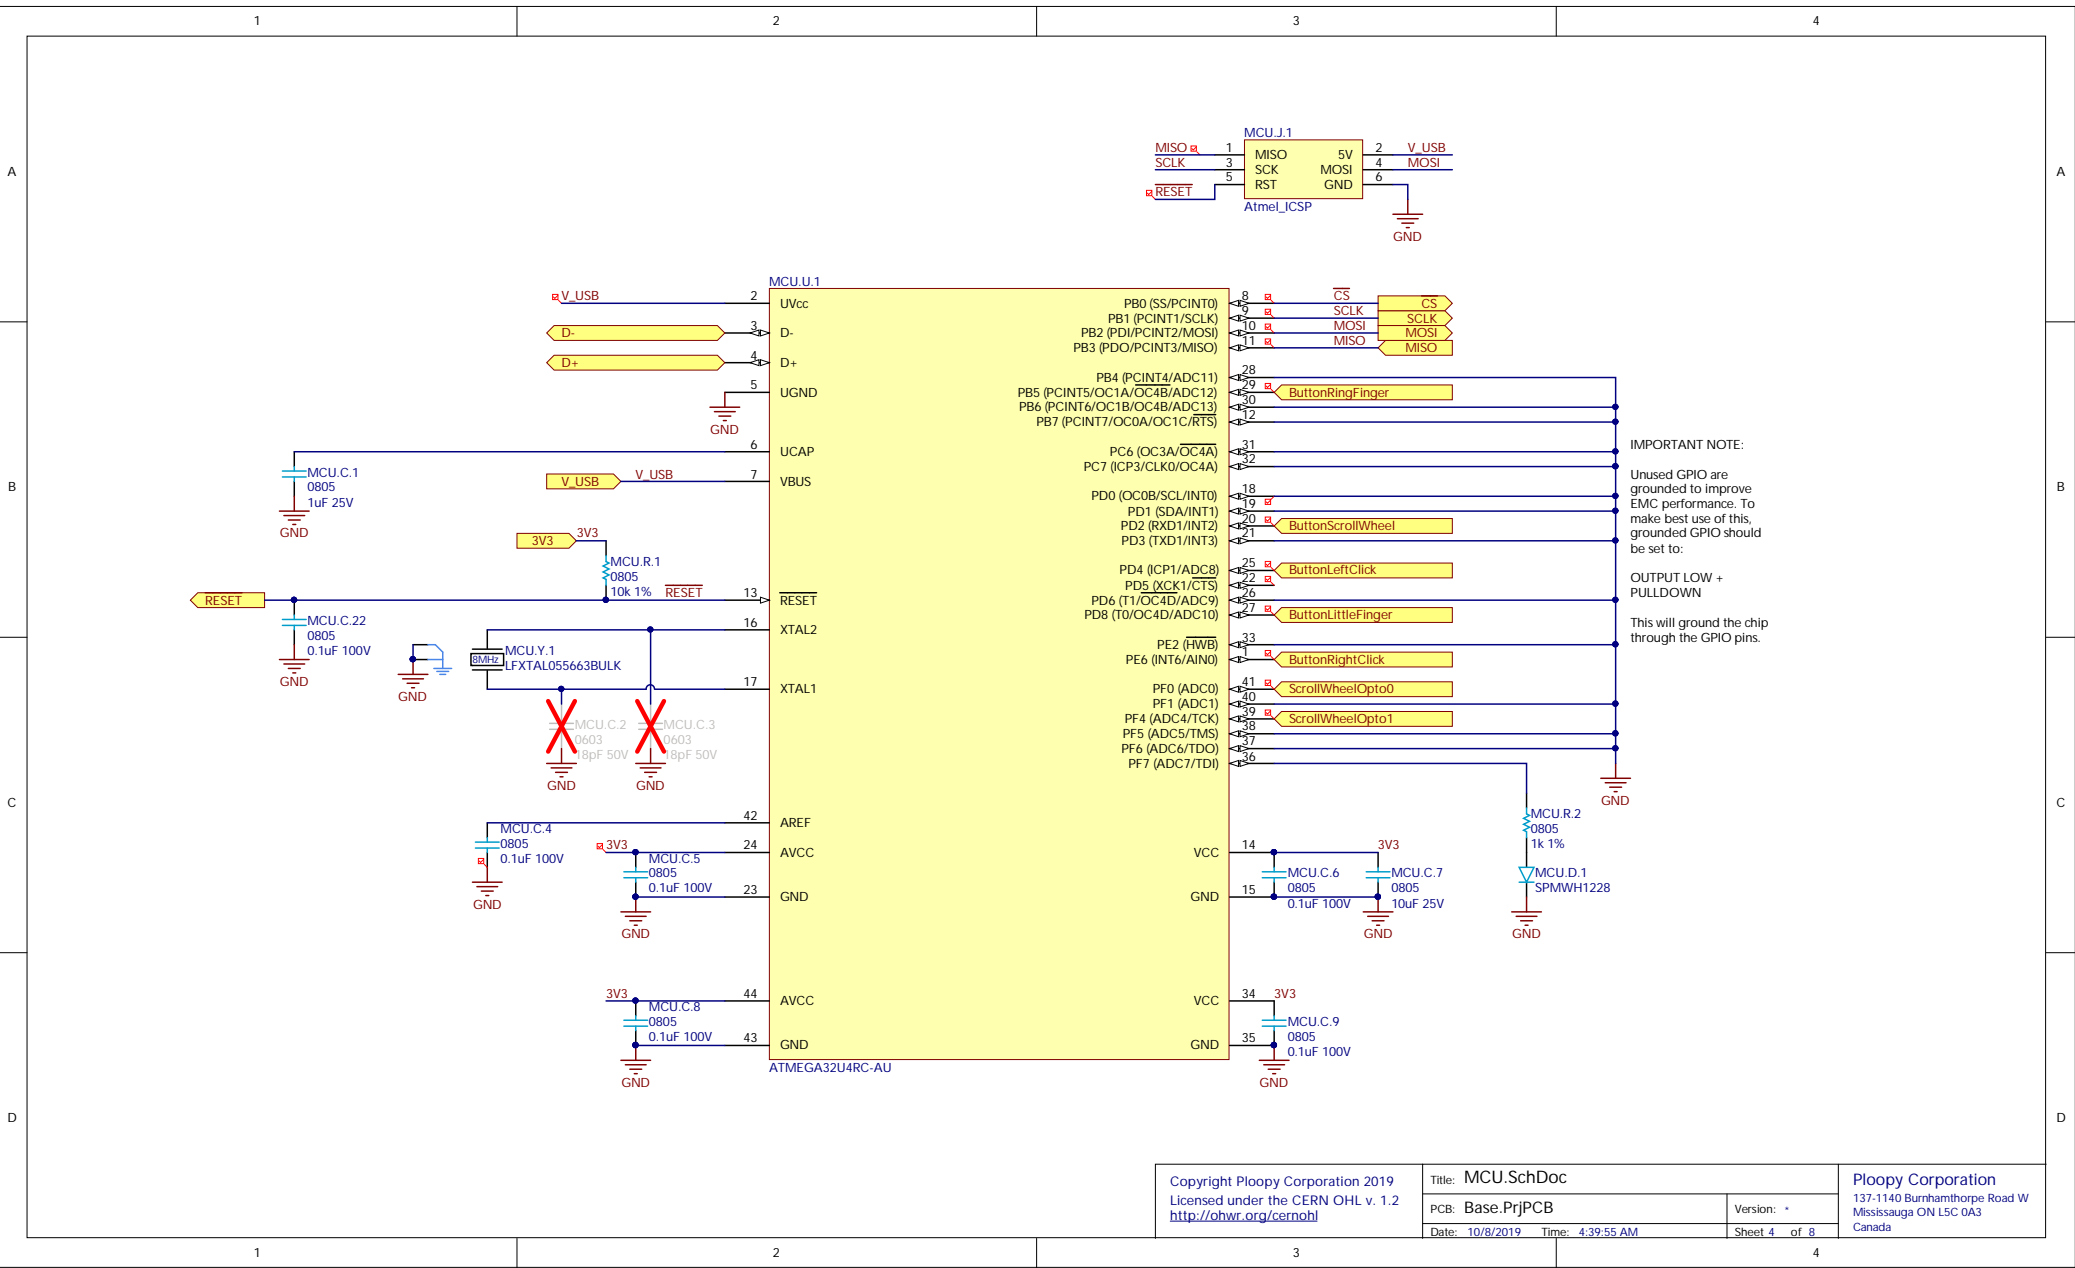 1 2 3 4
A
B
C
D
A
B
C
D
MCU.J.1
MISO 1 MISO 5V 2 V_USB
SCLK 3 SCK MOSI 4 MOSI
RESET 5 RST GND 6
Atmel_ICSP
GND
MCU.U.1
V_USB 2 UVcc
D- 3 D-
D+ 4 D+
5 UGND
GND
6 UCAP
MCU.C.1
0805
1uF 25V
GND
V_USB V_USB 7 VBUS
3V3 3V3
MCU.R.1
0805
10k 1%
RESET RESET 13 RESET
MCU.C.22
0805
0.1uF 100V
GND
GND
16 XTAL2
8MHz
MCU.Y.1
LFXTAL055663BULK
17 XTAL1
MCU.C.2
0603
18pF 50V
GND
MCU.C.3
0603
18pF 50V
GND
42 AREF
MCU.C.4
0805
0.1uF 100V
GND
3V3 24 AVCC
MCU.C.5
0805
0.1uF 100V
23 GND
GND
3V3 44 AVCC
MCU.C.8
0805
0.1uF 100V
43 GND
GND
ATMEGA32U4RC-AU
PB0 (SS/PCINT0) 8 CS CS
PB1 (PCINT1/SCLK) 9 SCLK SCLK
PB2 (PDI/PCINT2/MOSI) 10 MOSI MOSI
PB3 (PDO/PCINT3/MISO) 11 MISO MISO
PB4 (PCINT4/ADC11) 28
PB5 (PCINT5/OC1A/OC4B/ADC12) 29 ButtonRingFinger
PB6 (PCINT6/OC1B/OC4B/ADC13) 30
PB7 (PCINT7/OC0A/OC1C/RTS) 12
PC6 (OC3A/OC4A) 31
PC7 (ICP3/CLK0/OC4A) 32
PD0 (OC0B/SCL/INT0) 18
PD1 (SDA/INT1) 19
PD2 (RXD1/INT2) 20 ButtonScrollWheel
PD3 (TXD1/INT3) 21
PD4 (ICP1/ADC8) 25 ButtonLeftClick
PD5 (XCK1/CTS) 22
PD6 (T1/OC4D/ADC9) 26
PD8 (T0/OC4D/ADC10) 27 ButtonLittleFinger
PE2 (HWB) 33
PE6 (INT6/AIN0) 1 ButtonRightClick
PF0 (ADC0) 41 ScrollWheelOpto0
PF1 (ADC1) 40
PF4 (ADC4/TCK) 39 ScrollWheelOpto1
PF5 (ADC5/TMS) 38
PF6 (ADC6/TDO) 37
PF7 (ADC7/TDI) 36
GND
IMPORTANT NOTE:
Unused GPIO are
grounded to improve
EMC performance. To
make best use of this,
grounded GPIO should
be set to:
OUTPUT LOW +
PULLDOWN
This will ground the chip
through the GPIO pins.
MCU.R.2
0805
1k 1%
MCU.D.1
SPMWH1228
GND
VCC 14 3V3
MCU.C.6
0805
0.1uF 100V
MCU.C.7
0805
10uF 25V
GND 15
GND
VCC 34 3V3
MCU.C.9
0805
0.1uF 100V
GND 35
GND
Copyright Ploopy Corporation 2019
Licensed under the CERN OHL v. 1.2
http://ohwr.org/cernohl
Title: MCU.SchDoc
PCB: Base.PrjPCB
Version: *
Date: 10/8/2019 Time: 4:39:55 AM
Sheet 4 of 8
Ploopy Corporation
137-1140 Burnhamthorpe Road W
Mississauga ON L5C 0A3
Canada
1 2 3 4